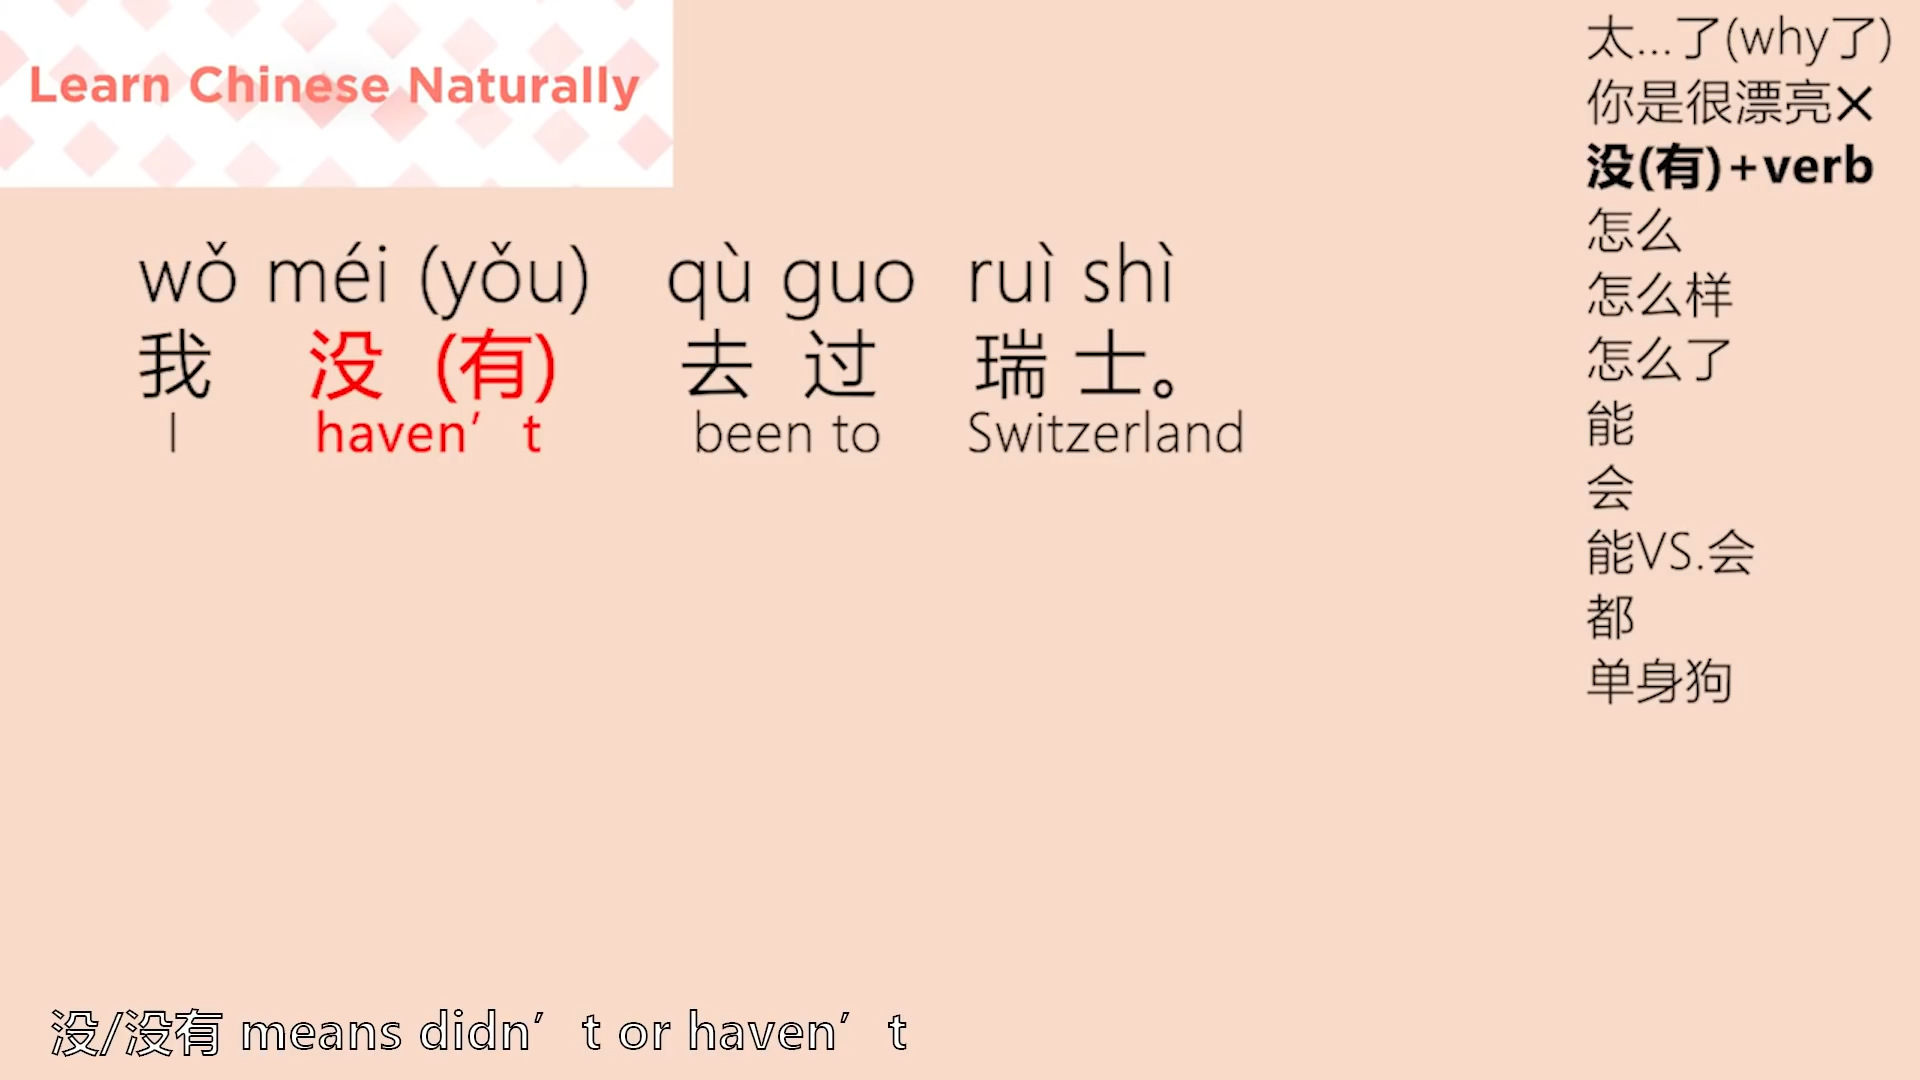 Learn Chinese Naturally
wǒ méi (yǒu) qù guo ruì shì
我 没 (有) 去 过 瑞 士。
I haven’t been to Switzerland
太...了(why了)
你是很漂亮✕
没(有)+verb
怎么
怎么样
怎么了
能
会
能VS.会
都
单身狗
没/没有 means didn’t or haven’t